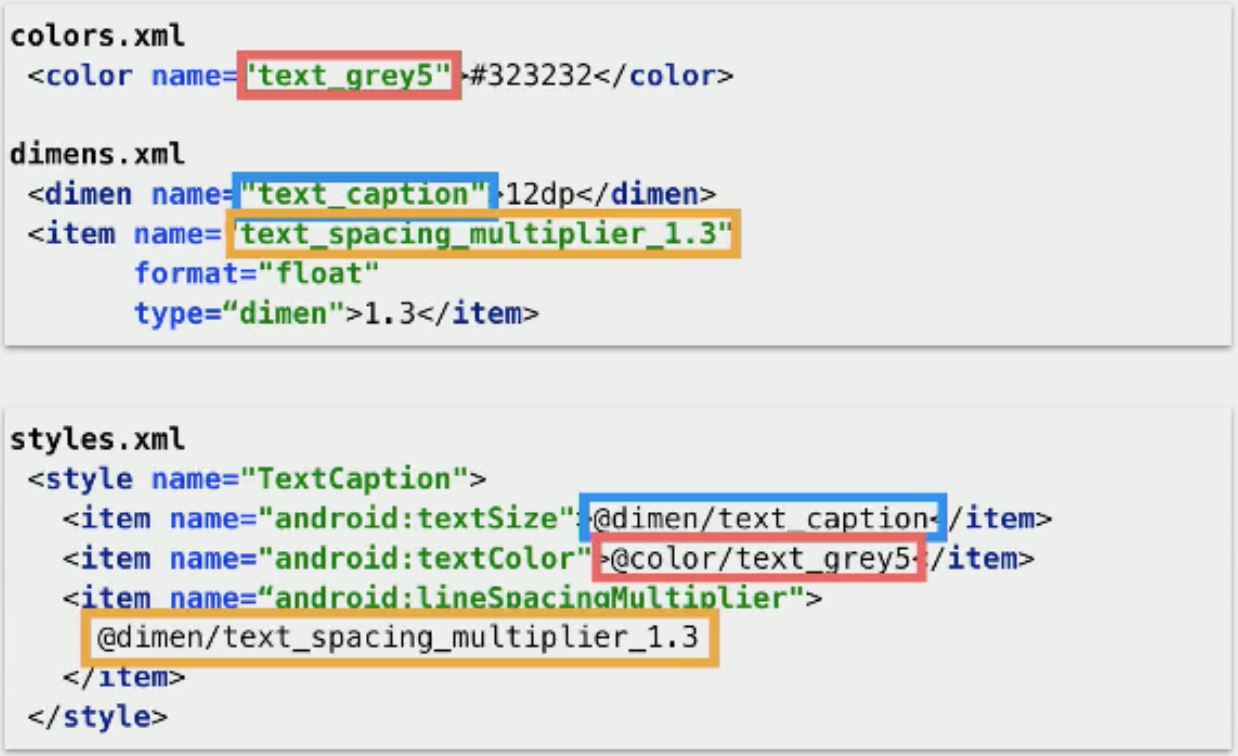 colors.xml
<color name="text_grey5">#323232</color>
dimens.xml
<dimen name="text_caption">12dp</dimen>
<item name="text_spacing_multiplier_1.3"
format="float"
type=“dimen">1.3</item>
styles.xml
<style name="TextCaption">
<item name="android:textSize">@dimen/text_caption</item>
<item name="android:textColor">@color/text_grey5</item>
<item name=“android:lineSpacingMultiplier">
@dimen/text_spacing_multiplier_1.3
</item>
</style>